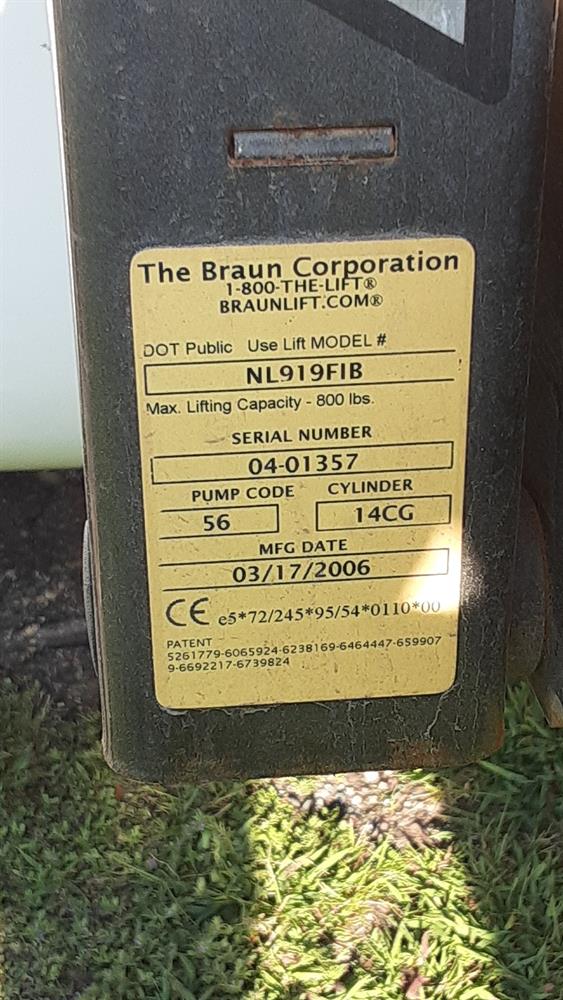 The Braun Corporation
1-800-THE-LIFT®
BRAUNLIFT.COM®
DOT Public Use Lift MODEL #
NL919FIB
Max. Lifting Capacity - 800 lbs.
SERIAL NUMBER
04-01357
PUMP CODE CYLINDER
56 14CG
MFG DATE
03/17/2006
CE e5*72/245*95/54*0110*00
PATENT
5261779-6065924-6238169-6464447-659907
9-6692217-6739824